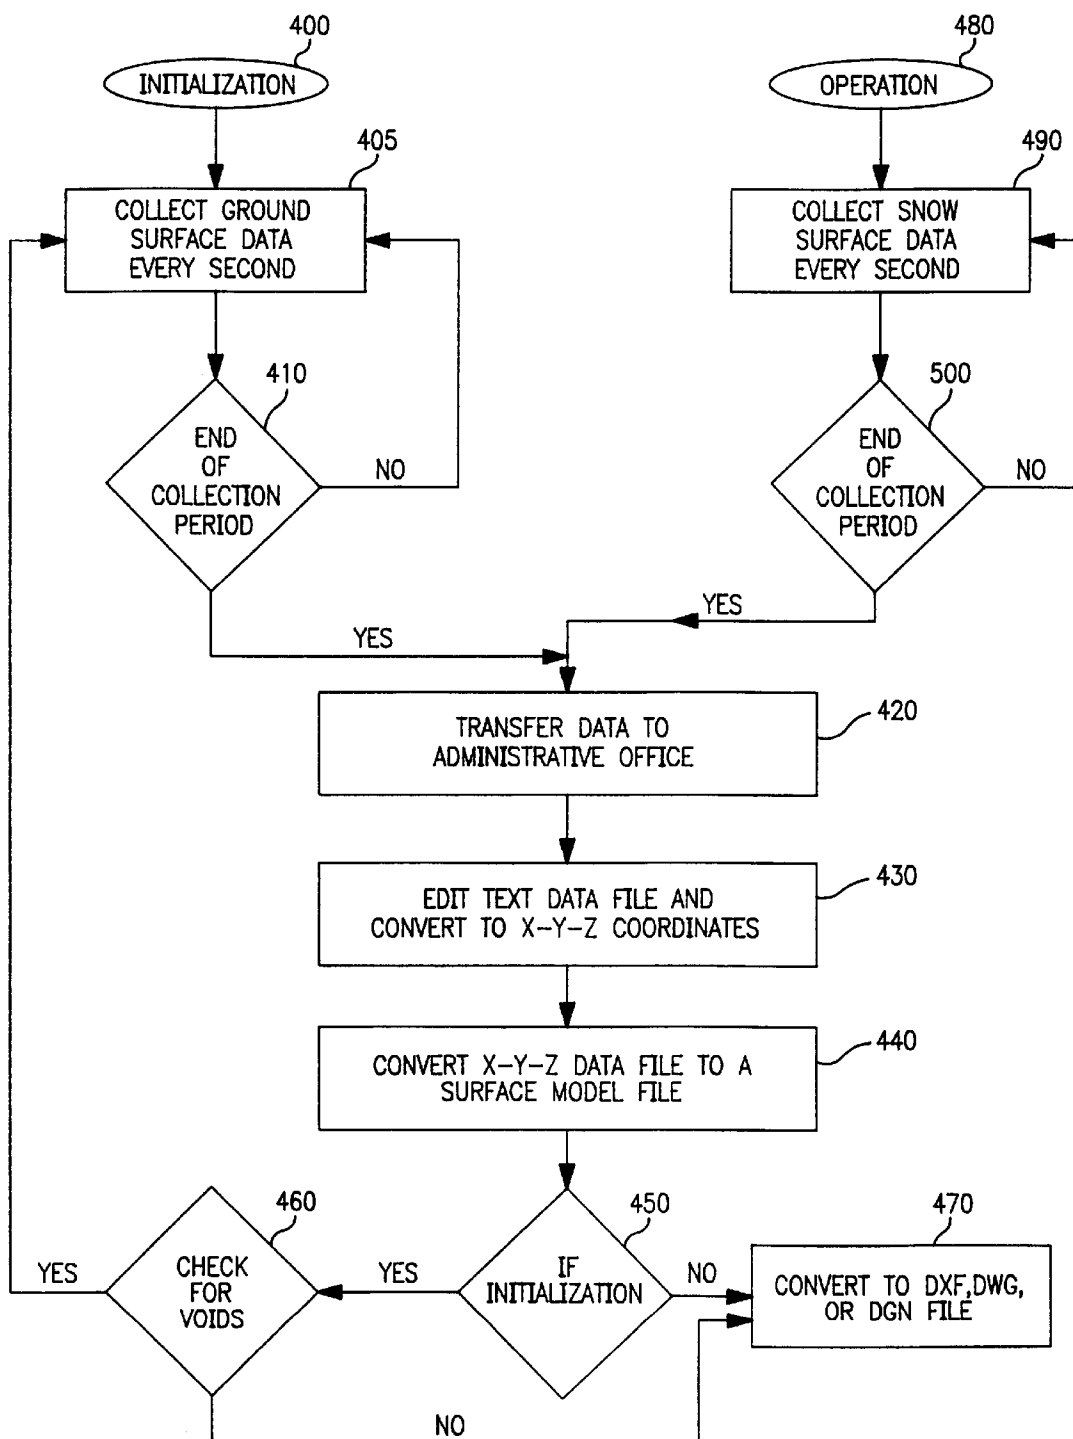 400
INITIALIZATION
480
OPERATION
405
COLLECT GROUND
SURFACE DATA
EVERY SECOND
490
COLLECT SNOW
SURFACE DATA
EVERY SECOND
410
END
OF
COLLECTION
PERIOD
NO
500
END
OF
COLLECTION
PERIOD
NO
YES
YES
420
TRANSFER DATA TO
ADMINISTRATIVE OFFICE
430
EDIT TEXT DATA FILE AND
CONVERT TO X-Y-Z COORDINATES
440
CONVERT X-Y-Z DATA FILE TO A
SURFACE MODEL FILE
460
CHECK
FOR
VOIDS
YES
YES
450
IF
INITIALIZATION
NO
470
CONVERT TO DXF,DWG,
OR DGN FILE
NO